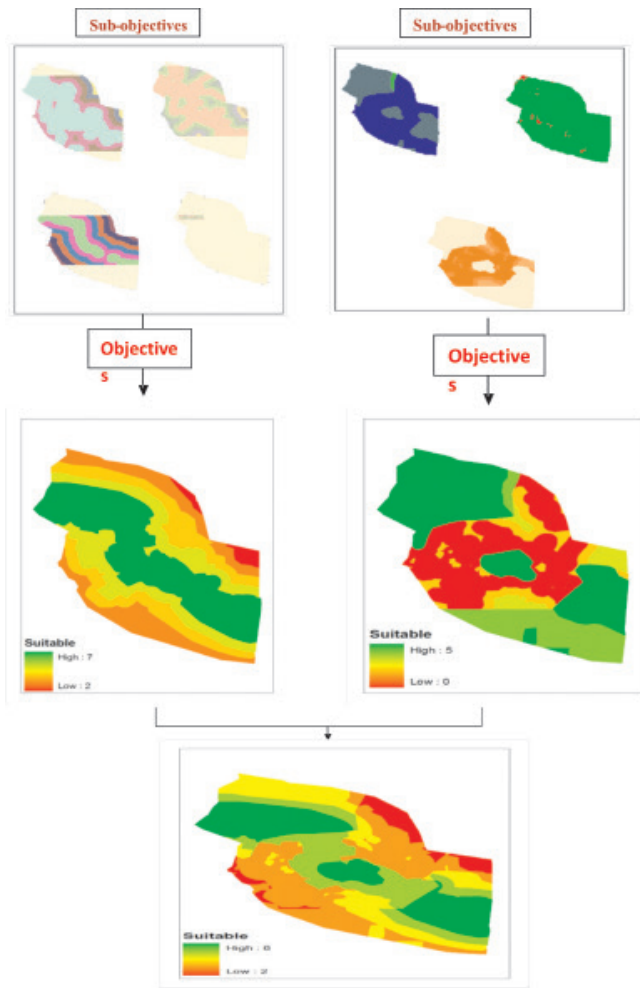 Sub-objectives
Sub-objectives
Objective
s
Objective
s
Suitable
High : 7
Low : 2
Suitable
High : 5
Low : 0
Suitable
High :
Low : 2